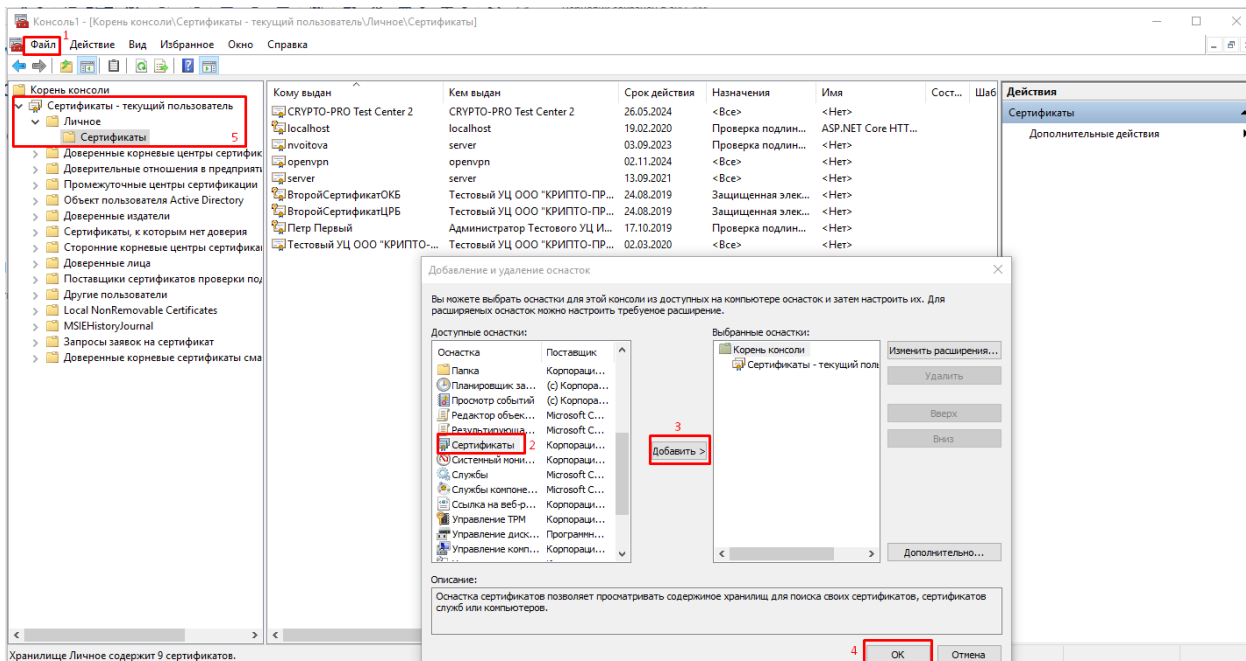 Консоль1 - [Корень консоли\Сертификаты - текущий пользователь\Личное\Сертификаты]
1
Файл Действие Вид Избранное Окно Справка
Корень консоли
Сертификаты - текущий пользователь
Личное
Сертификаты 5
Доверенные корневые центры сертифик
Доверительные отношения в предприяти
Промежуточные центры сертификации
Объект пользователя Active Directory
Доверенные издатели
Сертификаты, к которым нет доверия
Сторонние корневые центры сертифика
Доверенные лица
Поставщики сертификатов проверки под
Другие пользователи
Local NonRemovable Certificates
MSIEHistoryJournal
Запросы заявок на сертификат
Доверенные корневые сертификаты сма
Кому выдан Кем выдан Срок действия Назначения Имя Сост... Шаб
CRYPTO-PRO Test Center 2 CRYPTO-PRO Test Center 2 26.05.2024 <Все> <Нет>
localhost localhost 19.02.2020 Проверка подлин... ASP.NET Core HTT...
nvoitova server 03.09.2023 Проверка подлин... <Нет>
openvpn openvpn 02.11.2024 <Все> <Нет>
server server 13.09.2021 <Все> <Нет>
ВторойСертификатОКБ Тестовый УЦ ООО "КРИПТО-ПР... 24.08.2019 Защищенная элек... <Нет>
ВторойСертификатЦРБ Тестовый УЦ ООО "КРИПТО-ПР... 24.08.2019 Защищенная элек... <Нет>
Петр Первый Администратор Тестового УЦ И... 17.10.2019 Проверка подлин... <Нет>
Тестовый УЦ ООО "КРИПТО-... Тестовый УЦ ООО "КРИПТО-ПР... 02.03.2020 <Все> <Нет>
Действия
Сертификаты
Дополнительные действия
Добавление и удаление оснасток
Вы можете выбрать оснастки для этой консоли из доступных на компьютере оснасток и затем настроить их. Для
расширяемых оснасток можно настроить требуемое расширение.
Доступные оснастки:
Оснастка Поставщик
Папка Корпораци...
Планировщик за... (c) Корпора...
Просмотр событий (c) Корпора...
Редактор объек... Microsoft C...
Результирующа... Microsoft C...
Сертификаты 2 Корпораци...
Системный мони... Корпораци...
Службы Microsoft C...
Службы компоне... Microsoft C...
Ссылка на веб-р... Корпораци...
Управление TPM Корпораци...
Управление диск... Программн...
Управление комп... Корпораци...
3
Добавить >
Выбранные оснастки:
Корень консоли
Сертификаты - текущий поль
Изменить расширения...
Удалить
Вверх
Вниз
Дополнительно...
Описание:
Оснастка сертификатов позволяет просматривать содержимое хранилищ для поиска своих сертификатов, сертификатов
служб или компьютеров.
4 ОК Отмена
Хранилище Личное содержит 9 сертификатов.